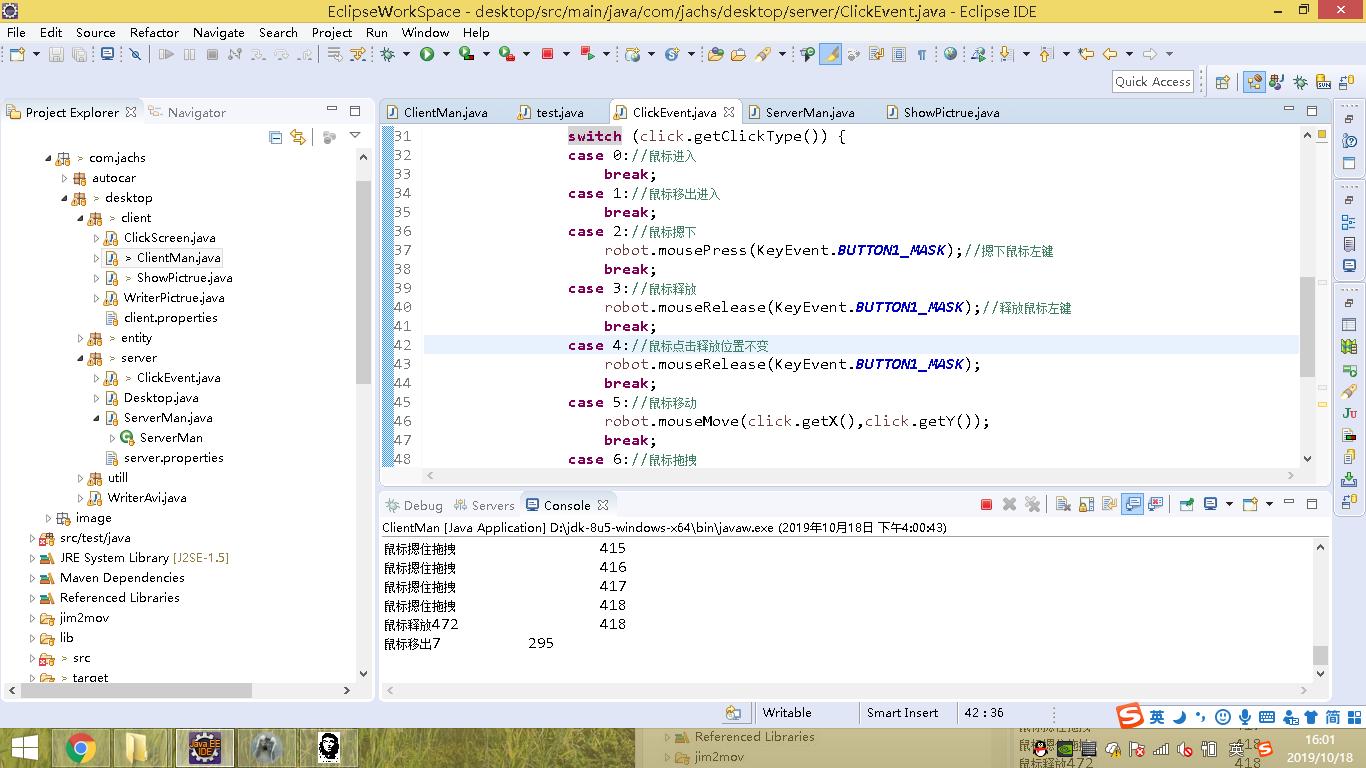 EclipseWorkSpace - desktop/src/main/java/com/jachs/desktop/server/ClickEvent.java - Eclipse IDE
File Edit Source Refactor Navigate Search Project Run Window Help
Quick Access
Project Explorer Navigator
> com.jachs
autocar
> desktop
> client
ClickScreen.java
> ClientMan.java
> ShowPictrue.java
WriterPictrue.java
client.properties
> entity
> server
> ClickEvent.java
Desktop.java
ServerMan.java
ServerMan
server.properties
utill
WriterAvi.java
image
src/test/java
JRE System Library [J2SE-1.5]
Maven Dependencies
Referenced Libraries
jim2mov
lib
> src
> target
ClientMan.java test.java ClickEvent.java ServerMan.java ShowPictrue.java
31 switch (click.getClickType()) {
32 case 0://鼠标进入
33 break;
34 case 1://鼠标移出进入
35 break;
36 case 2://鼠标摁下
37 robot.mousePress(KeyEvent.BUTTON1_MASK);//摁下鼠标左键
38 break;
39 case 3://鼠标释放
40 robot.mouseRelease(KeyEvent.BUTTON1_MASK);//释放鼠标左键
41 break;
42 case 4://鼠标点击释放位置不变
43 robot.mouseRelease(KeyEvent.BUTTON1_MASK);
44 break;
45 case 5://鼠标移动
46 robot.mouseMove(click.getX(),click.getY());
47 break;
48 case 6://鼠标拖拽
Debug Servers Console
ClientMan [Java Application] D:\jdk-8u5-windows-x64\bin\javaw.exe (2019年10月18日 下午4:00:43)
鼠标摁住拖拽 415
鼠标摁住拖拽 416
鼠标摁住拖拽 417
鼠标摁住拖拽 418
鼠标释放472 418
鼠标移出7 295
Writable Smart Insert 42 : 36
英 简
Java EE IDE
Referenced Libraries
jim2mov
鼠标释放472 418
英
16:01
2019/10/18